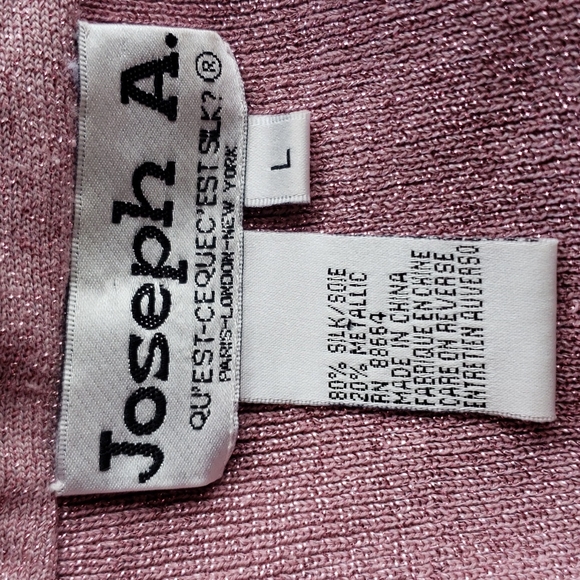 Joseph A.
QU'EST-CEQUEC'EST SILK? ®
PARIS-LONDON-NEW YORK
L
80% SILK/SOIE
20% METALLIC
RN 88664
MADE IN CHINA
FABRIQUE EN CHINE
CARE ON REVERSE
ENTRETIEN AUVERSO